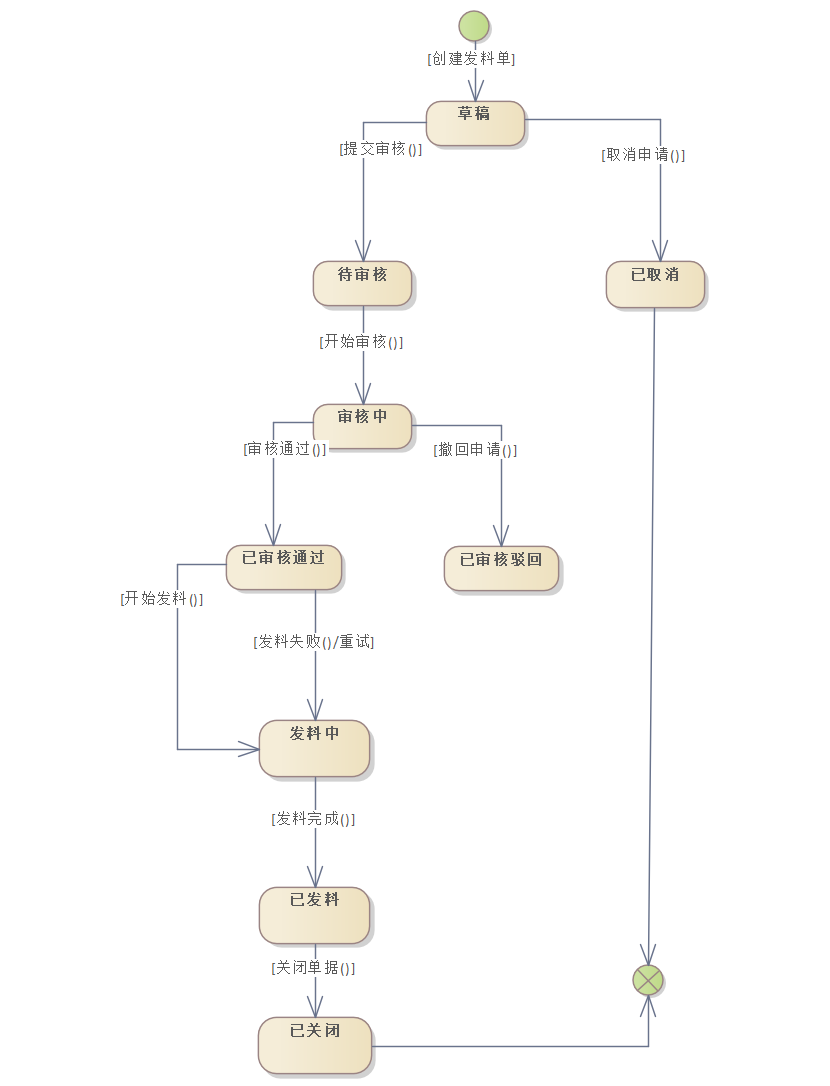 [创建发料单]
草稿
[提交审核()]
[取消申请()]
待审核
已取消
[开始审核()]
审核中
[审核通过()]
[撤回申请()]
已审核通过
已审核驳回
[开始发料()]
[发料失败()/重试]
发料中
[发料完成()]
已发料
[关闭单据()]
已关闭